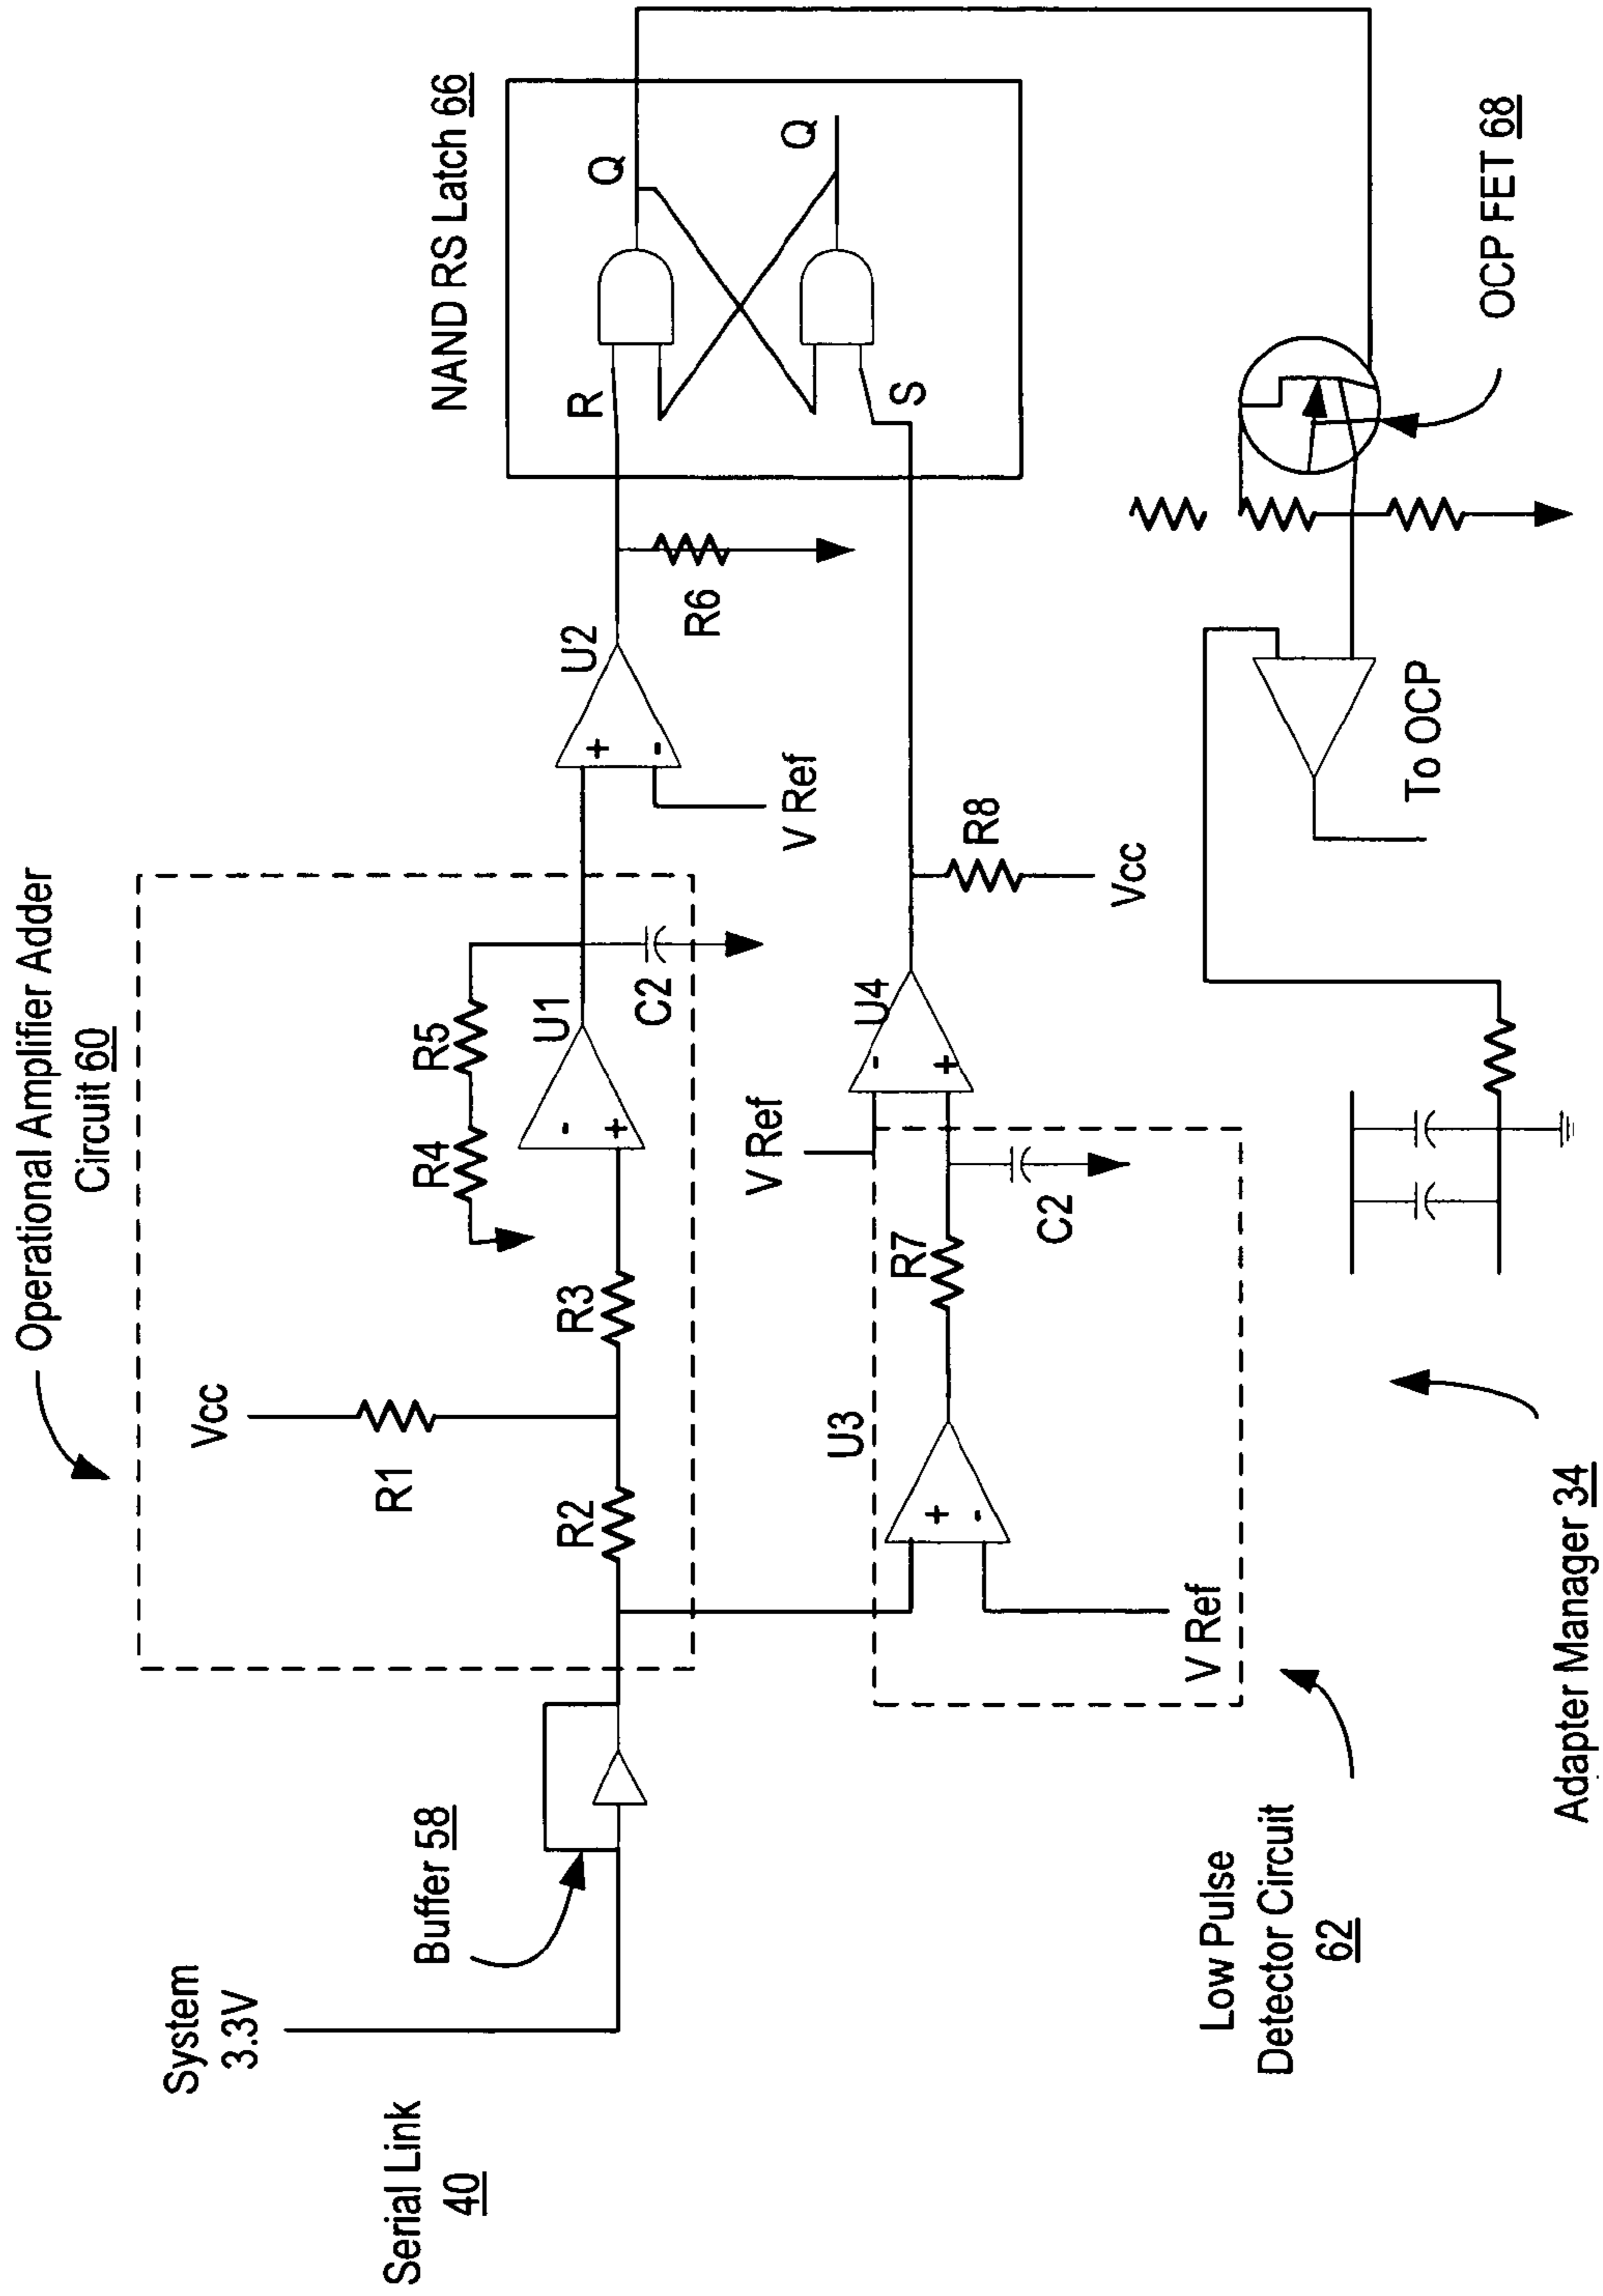 Operational Amplifier Adder
Circuit 60
Vcc
R1
R2
R3
R4
R5
U1
-
+
C2
U2
+
-
V Ref
R6
NAND RS Latch 66
R
Q
S
Q
System
3.3V
Serial Link
40
Buffer 58
U3
+
-
V Ref
R7
C2
V Ref
U4
-
+
R8
Vcc
Low Pulse
Detector Circuit
62
Adapter Manager 34
To OCP
OCP FET 68